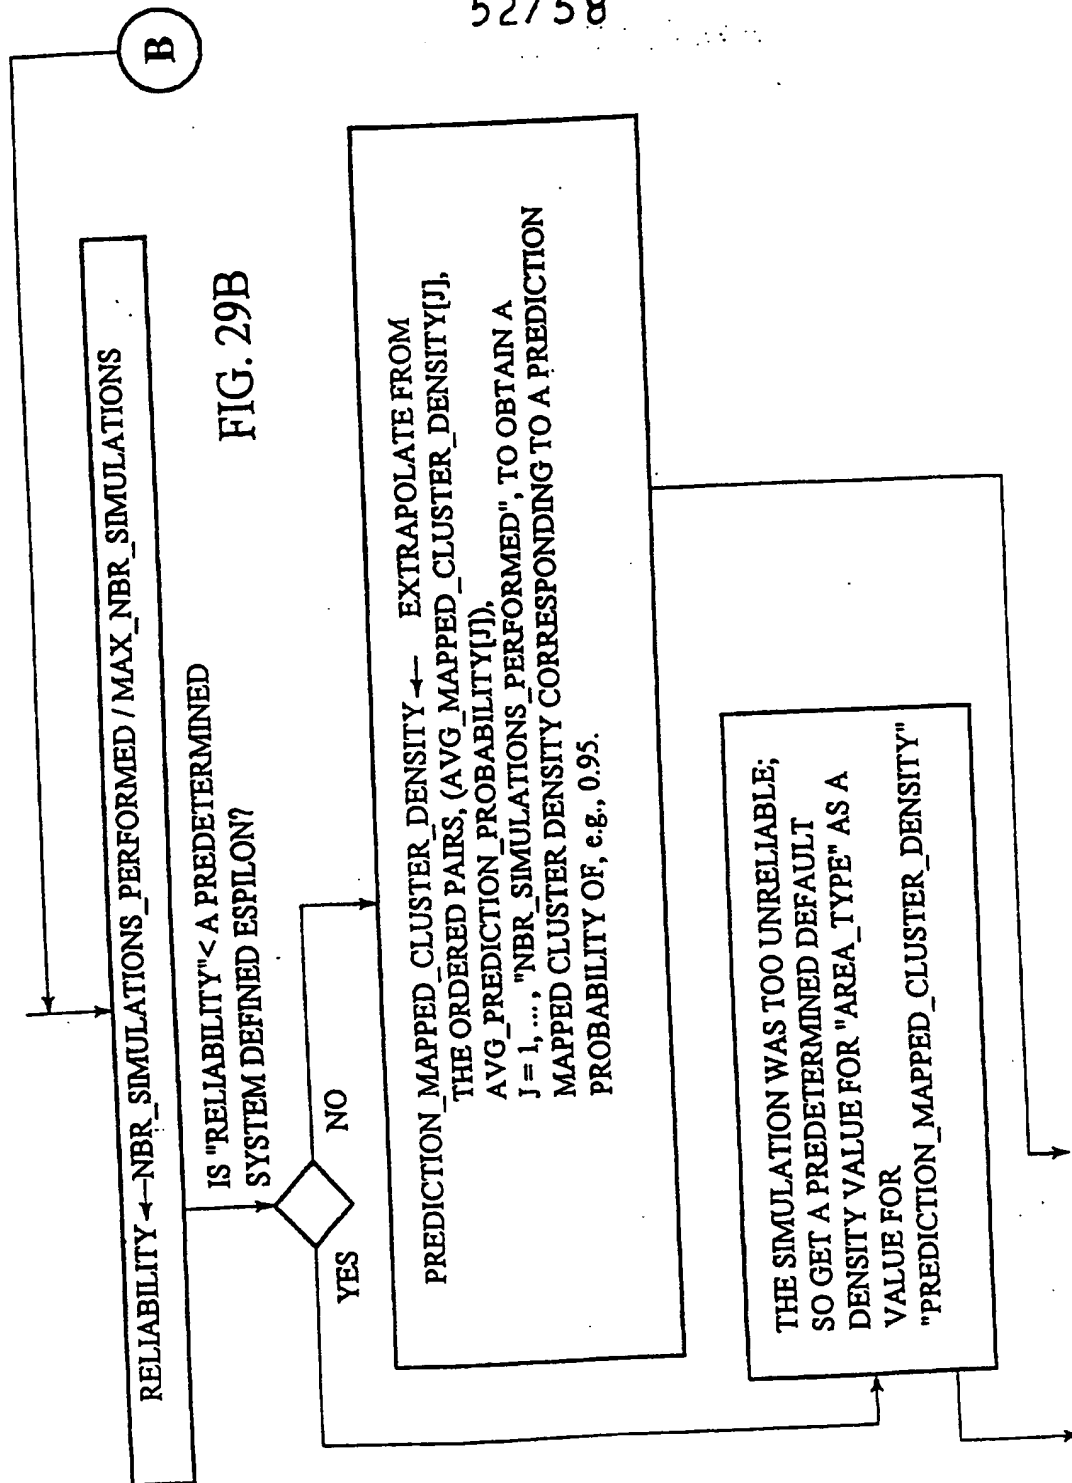 52/58
B
RELIABILITY ← NBR_SIMULATIONS_PERFORMED / MAX_NBR_SIMULATIONS
FIG. 29B
IS "RELIABILITY"< A PREDETERMINED
SYSTEM DEFINED ESPILON?
NO
YES
PREDICTION_MAPPED_CLUSTER_DENSITY ← EXTRAPOLATE FROM
THE ORDERED PAIRS, (AVG_MAPPED_CLUSTER_DENSITY[J],
AVG_PREDICTION_PROBABILITY[J]),
J = 1, ..., "NBR_SIMULATIONS_PERFORMED", TO OBTAIN A
MAPPED CLUSTER DENSITY CORRESPONDING TO A PREDICTION
PROBABILITY OF, e.g., 0.95.
THE SIMULATION WAS TOO UNRELIABLE;
SO GET A PREDETERMINED DEFAULT
DENSITY VALUE FOR "AREA_TYPE" AS A
VALUE FOR
"PREDICTION_MAPPED_CLUSTER_DENSITY"